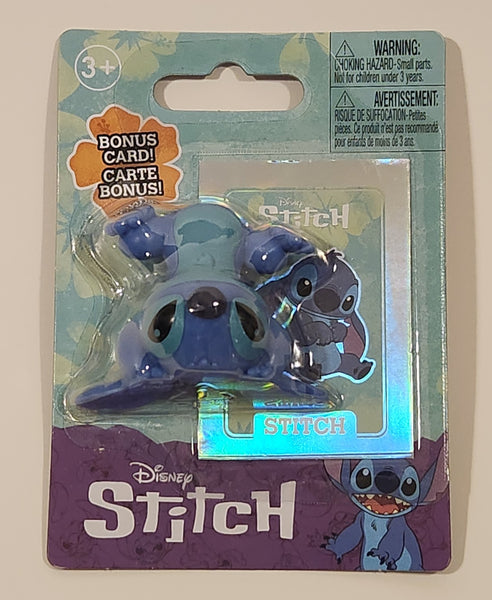 3+
WARNING:
CHOKING HAZARD-Small parts.
Not for children under 3 years.
AVERTISSEMENT:
RISQUE DE SUFFOCATION-Petites
pièces. Ce produit n'est pas recommandé
pour enfants de moins de 3 ans.
BONUS
CARD!
CARTE
BONUS!
Disney
Stitch
STITCH
Disney
Stitch